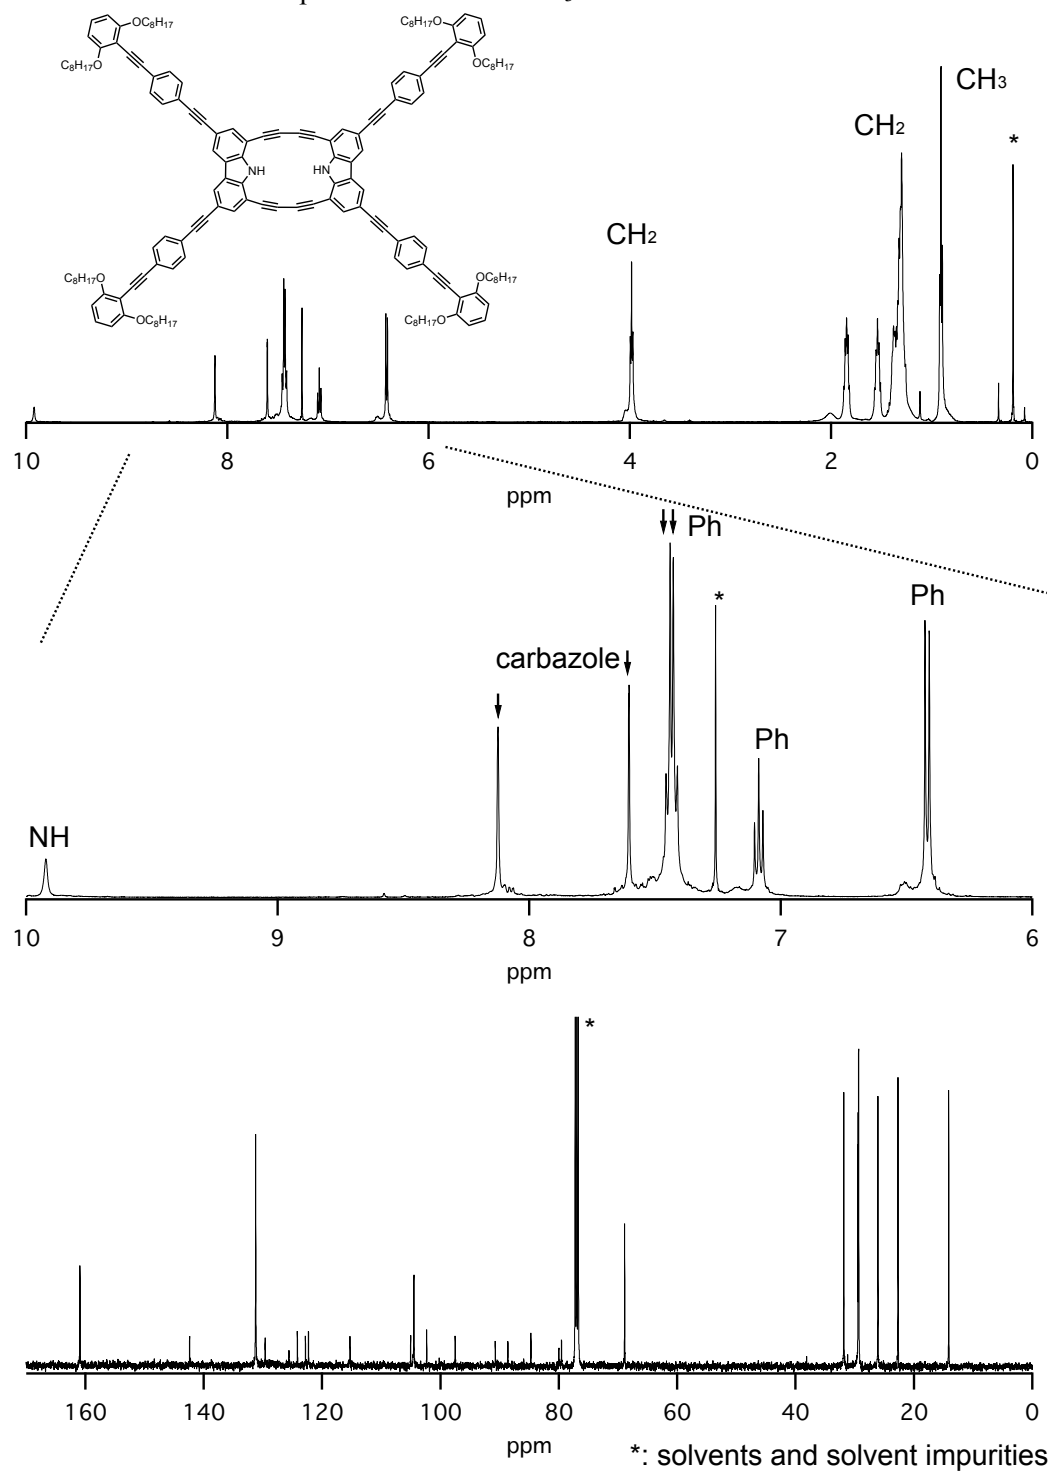 OC8H17 OC8H17
C8H17O OC8H17
NH HN
C8H17O OC8H17
OC8H17 C8H17O
CH3
CH2
*
CH2
10 8 6 4 2 0
ppm
Ph
* Ph
carbazole
Ph
NH
10 9 8 7 6
ppm
*
160 140 120 100 80 60 40 20 0
ppm
*: solvents and solvent impurities